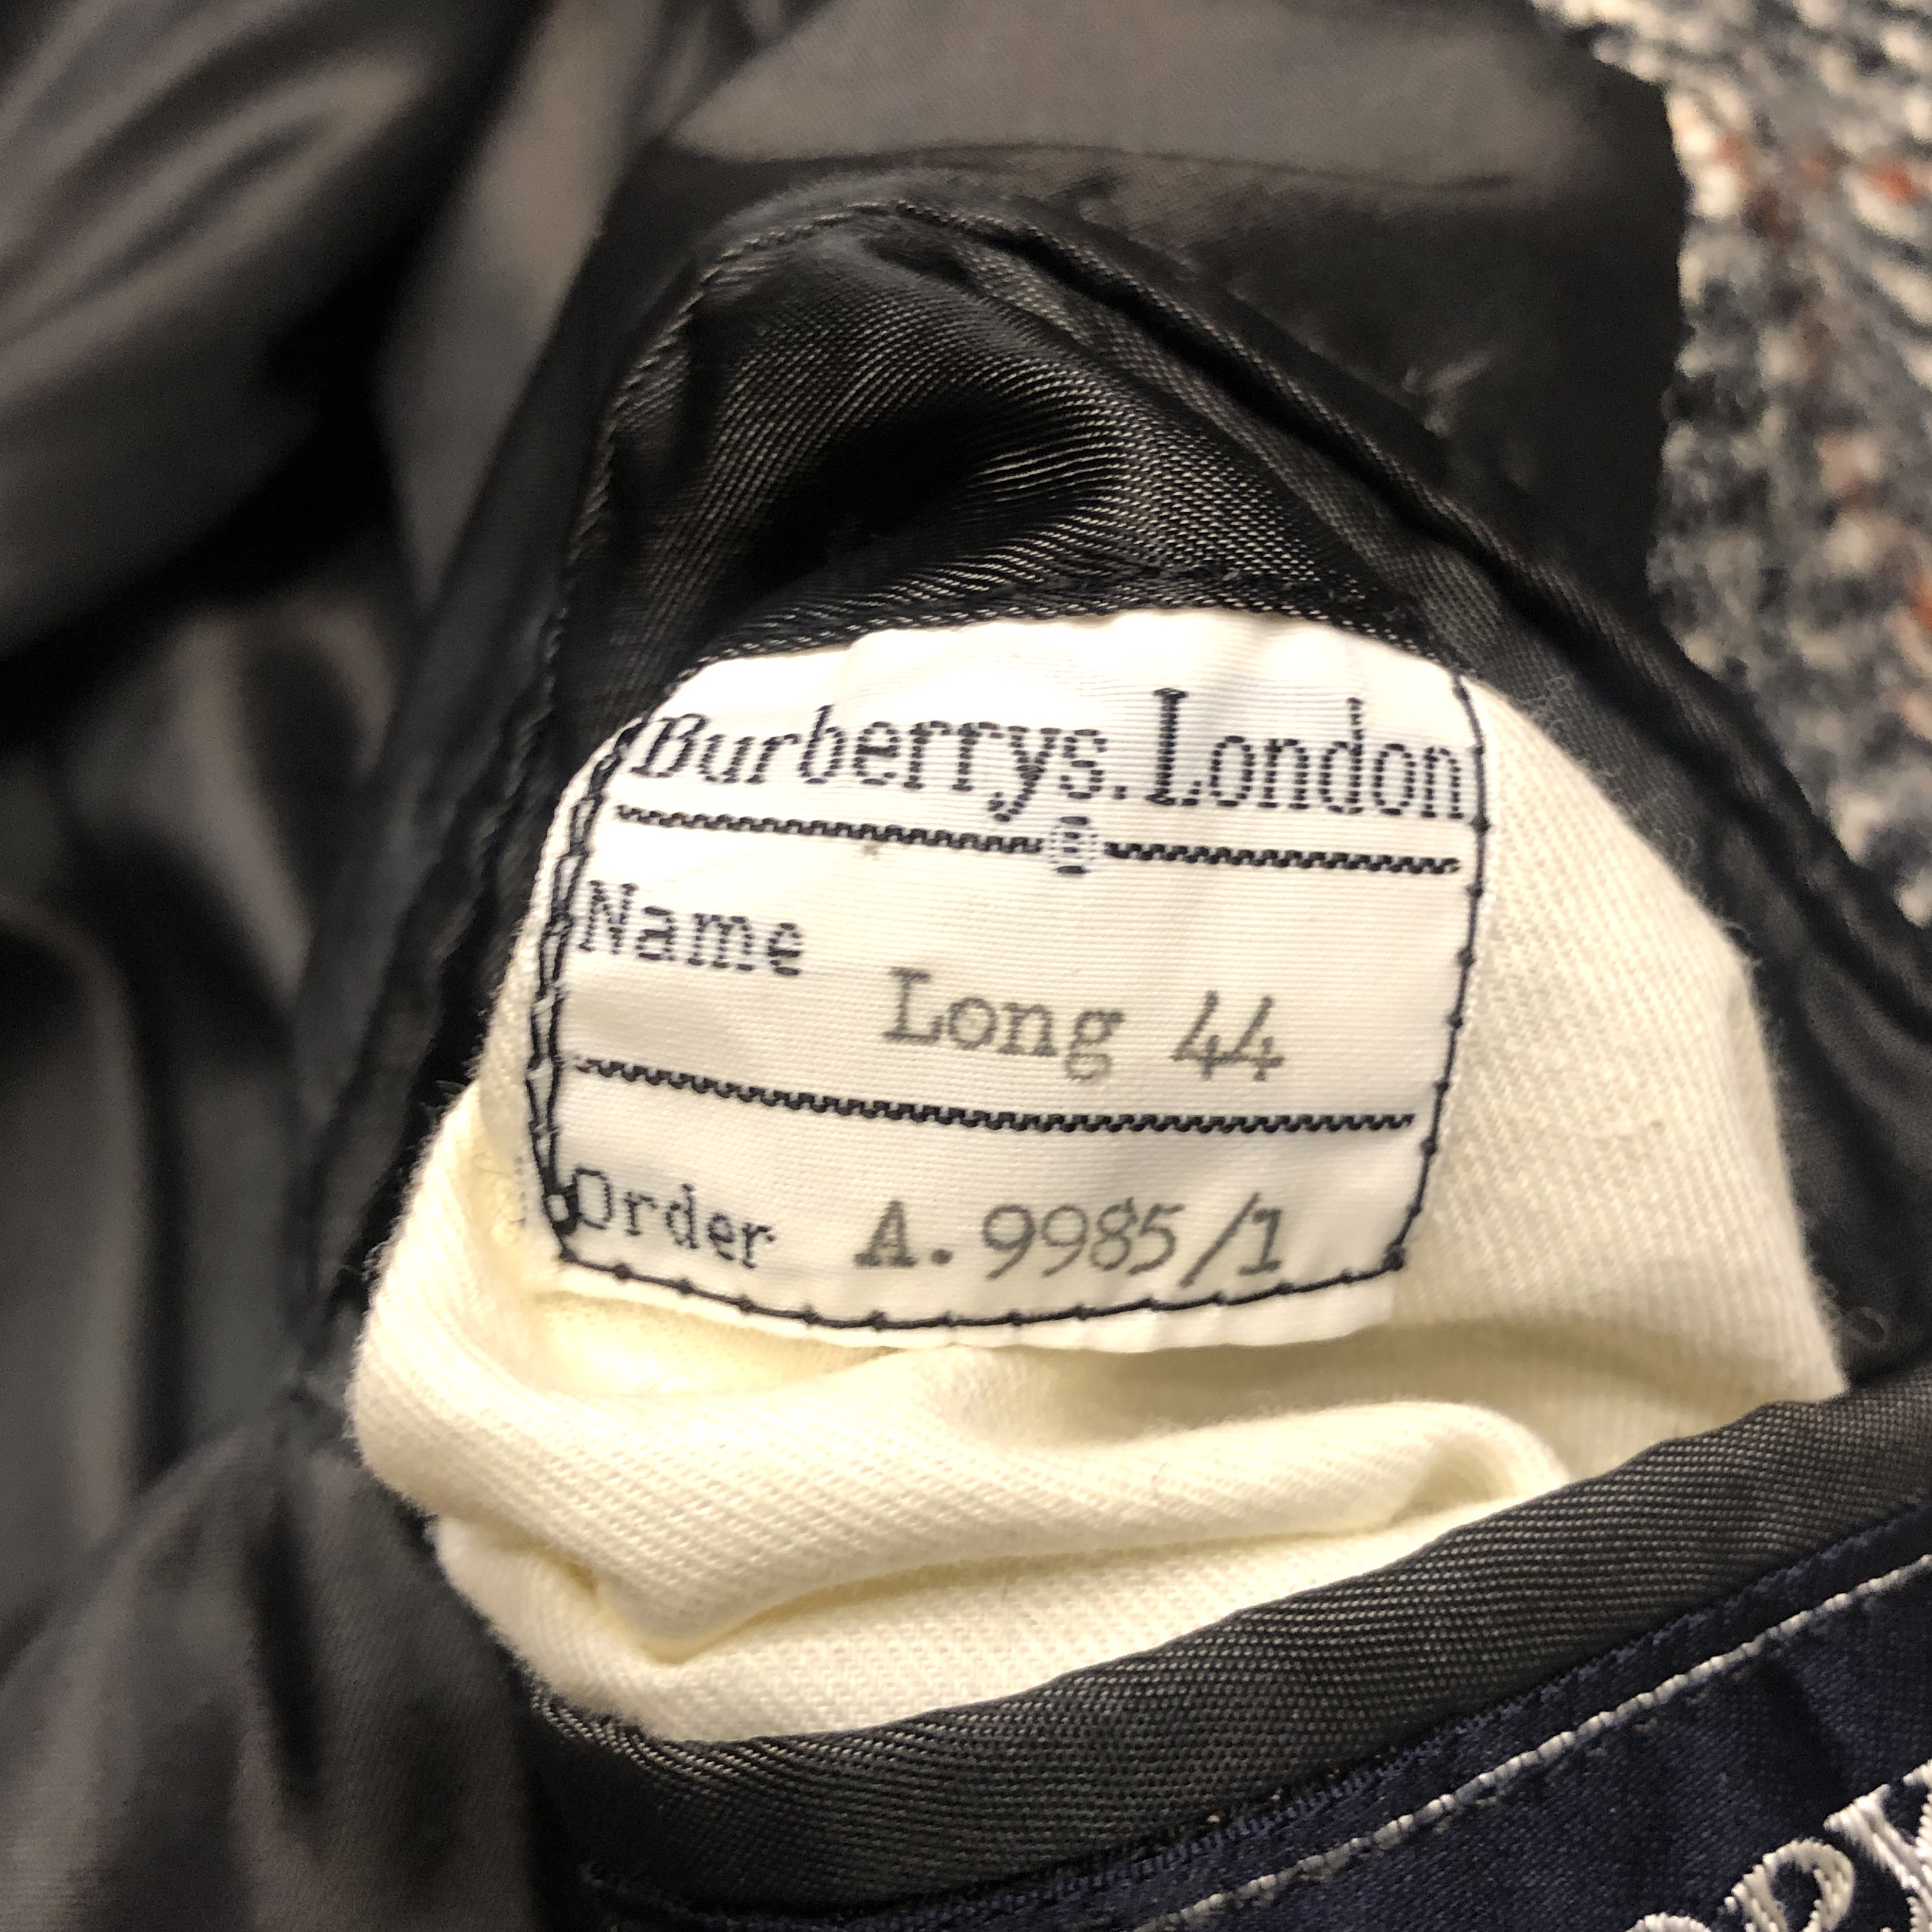 Burberrys. London
Name
Long 44
Order A. 9985/1